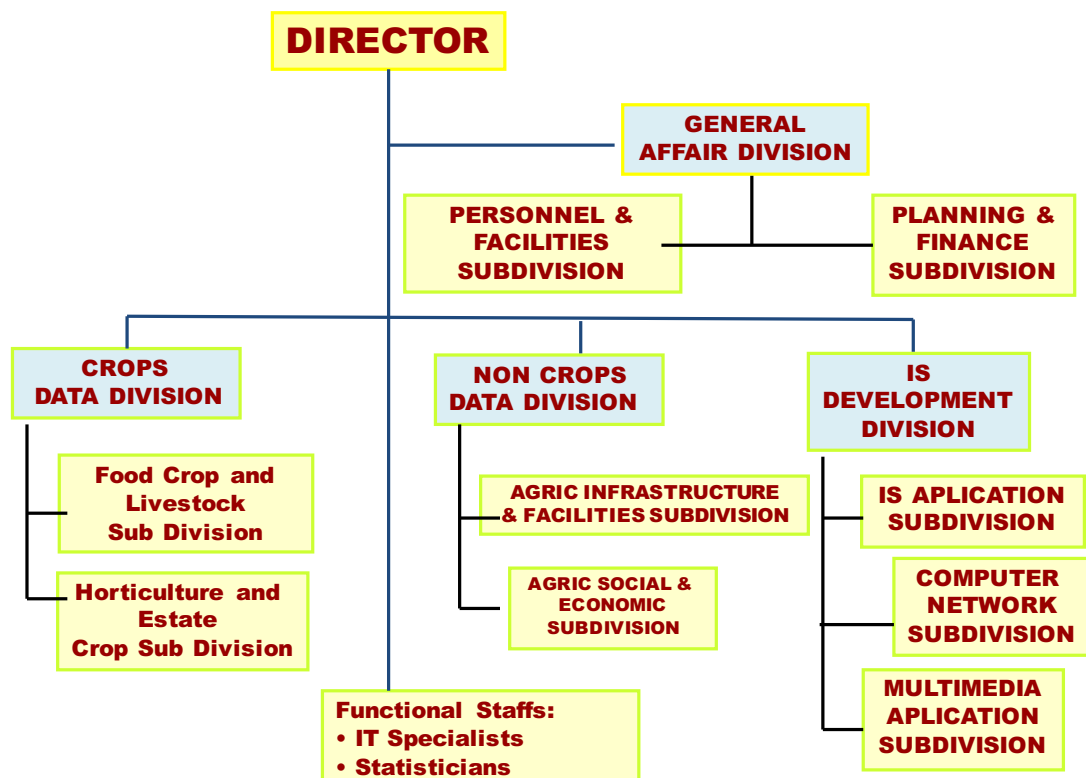 DIRECTOR
GENERAL
AFFAIR DIVISION
PERSONNEL &
FACILITIES
SUBDIVISION
PLANNING &
FINANCE
SUBDIVISION
CROPS
DATA DIVISION
Food Crop and
Livestock
Sub Division
Horticulture and
Estate
Crop Sub Division
NON CROPS
DATA DIVISION
AGRIC INFRASTRUCTURE
& FACILITIES SUBDIVISION
AGRIC SOCIAL &
ECONOMIC
SUBDIVISION
IS
DEVELOPMENT
DIVISION
IS APLICATION
SUBDIVISION
COMPUTER
NETWORK
SUBDIVISION
MULTIMEDIA
APLICATION
SUBDIVISION
Functional Staffs:
• IT Specialists
• Statisticians